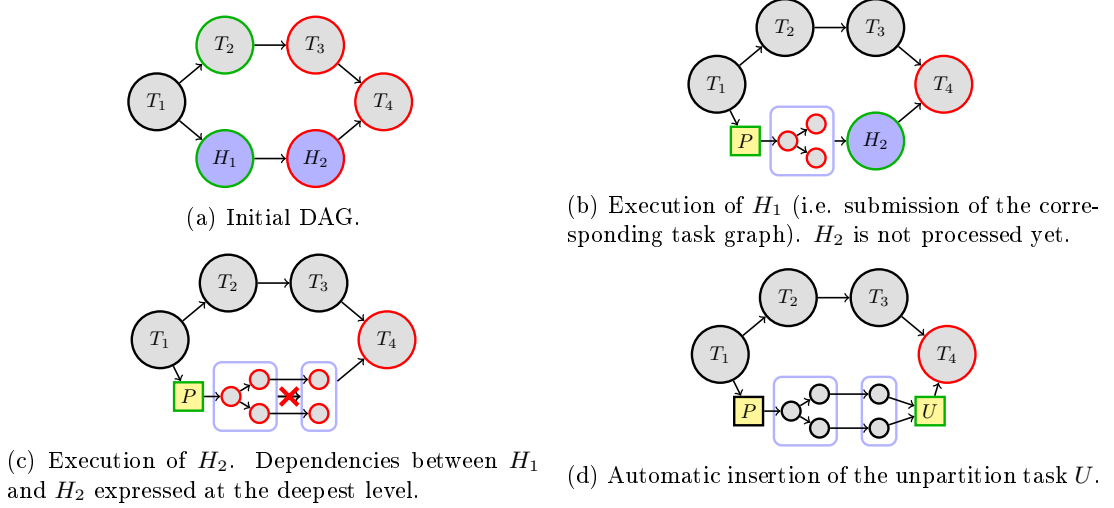 T2 T3
T1 T4
H1 H2
(a) Initial DAG.
T2 T3
T1 T4
P H2
(b) Execution of H1 (i.e. submission of the corre-
sponding task graph). H2 is not processed yet.
T2 T3
T1 T4
P
(c) Execution of H2. Dependencies between H1
and H2 expressed at the deepest level.
T2 T3
T1 T4
P U
(d) Automatic insertion of the unpartition task U.